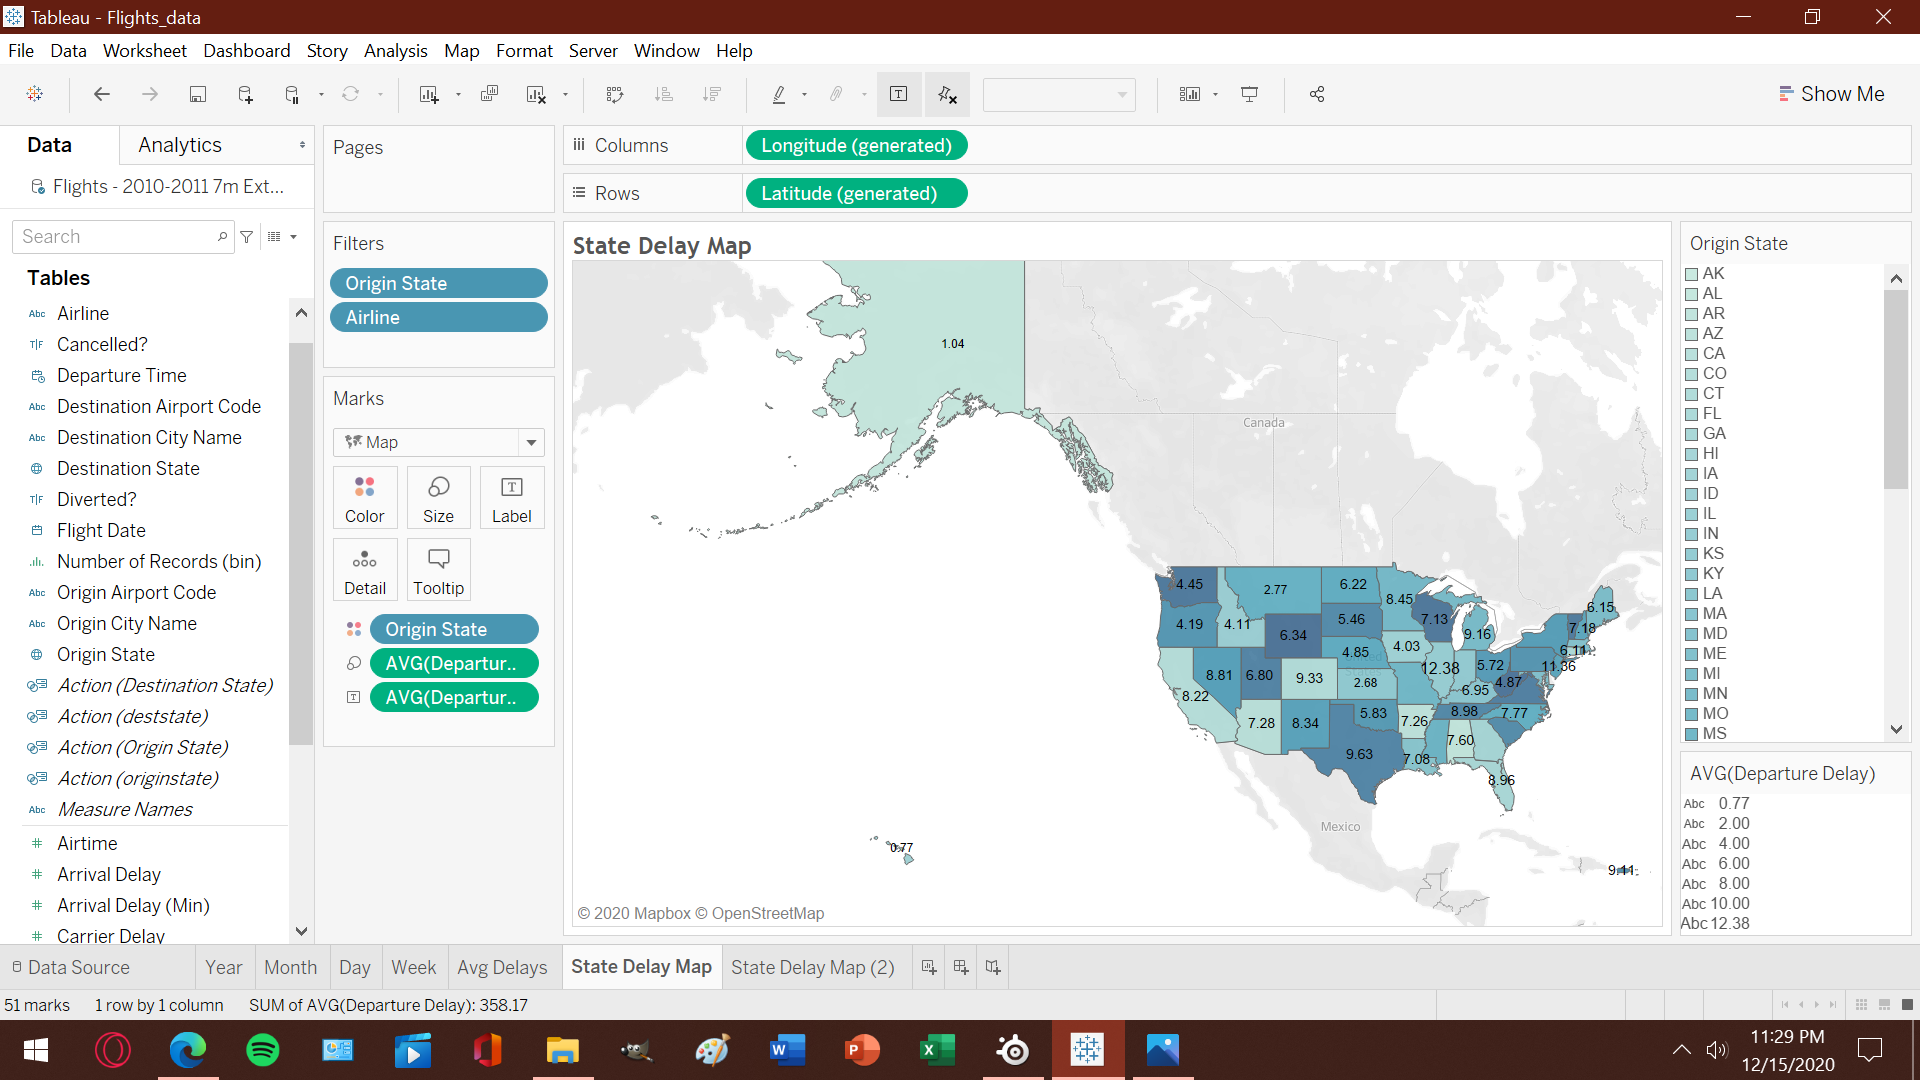 Tableau - Flights_data
File Data Worksheet Dashboard Story Analysis Map Format Server Window Help
Show Me
Data Analytics
Flights - 2010-2011 7m Ext...
Search
Tables
Abc Airline
T|F Cancelled?
Departure Time
Abc Destination Airport Code
Abc Destination City Name
Destination State
T|F Diverted?
Flight Date
Number of Records (bin)
Abc Origin Airport Code
Abc Origin City Name
Origin State
Action (Destination State)
Action (deststate)
Action (Origin State)
Action (originstate)
Abc Measure Names
# Airtime
# Arrival Delay
# Arrival Delay (Min)
# Carrier Delay
Pages
Filters
Origin State
Airline
Marks
Map
Color Size Label
Detail Tooltip
Origin State
AVG(Departur..
AVG(Departur..
Columns Longitude (generated)
Rows Latitude (generated)
State Delay Map
1.04
Canada
4.45 2.77 6.22 8.45 7.13 9.16 6.15
4.19 4.11 6.34 5.46 4.03 7.18
6.11
8.81 6.80 9.33 4.85 12.38 5.72 11.36
8.22 2.68 6.95 4.87
7.28 8.34 5.83 7.26 8.98 7.77
9.63 7.08 7.60
8.96
Mexico
0.77
9.11
© 2020 Mapbox © OpenStreetMap
Origin State
AK
AL
AR
AZ
CA
CO
CT
FL
GA
HI
IA
ID
IL
IN
KS
KY
LA
MA
MD
ME
MI
MN
MO
MS
AVG(Departure Delay)
Abc 0.77
Abc 2.00
Abc 4.00
Abc 6.00
Abc 8.00
Abc 10.00
Abc 12.38
Data Source Year Month Day Week Avg Delays State Delay Map State Delay Map (2)
51 marks 1 row by 1 column SUM of AVG(Departure Delay): 358.17
11:29 PM
12/15/2020